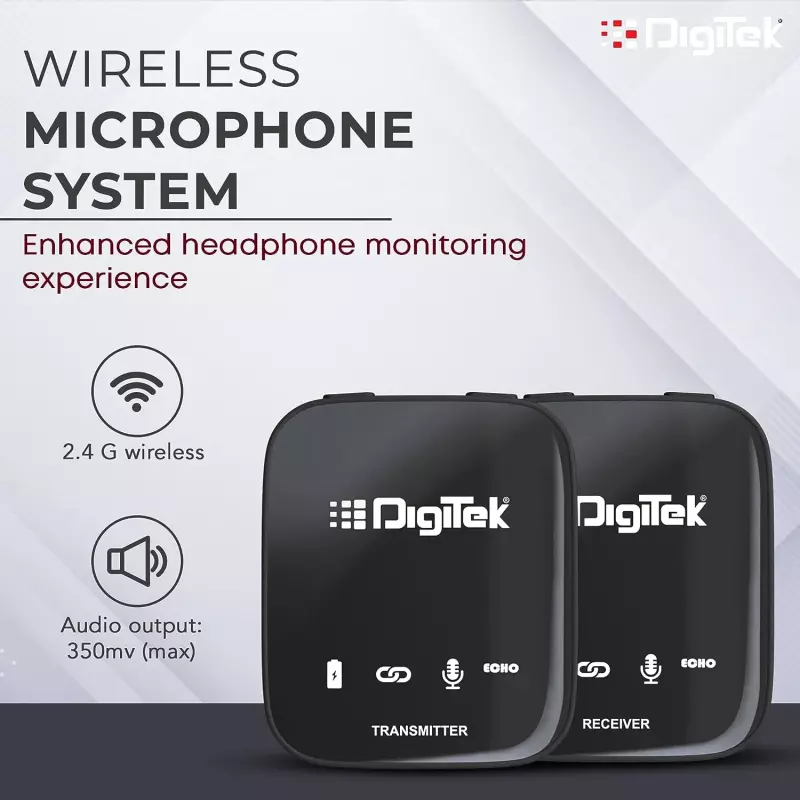 DigiTek
WIRELESS
MICROPHONE
SYSTEM
Enhanced headphone monitoring
experience
2.4 G wireless
Audio output:
350mv (max)
DigiTek®
ECHO
TRANSMITTER
DigiTek®
ECHO
RECEIVER